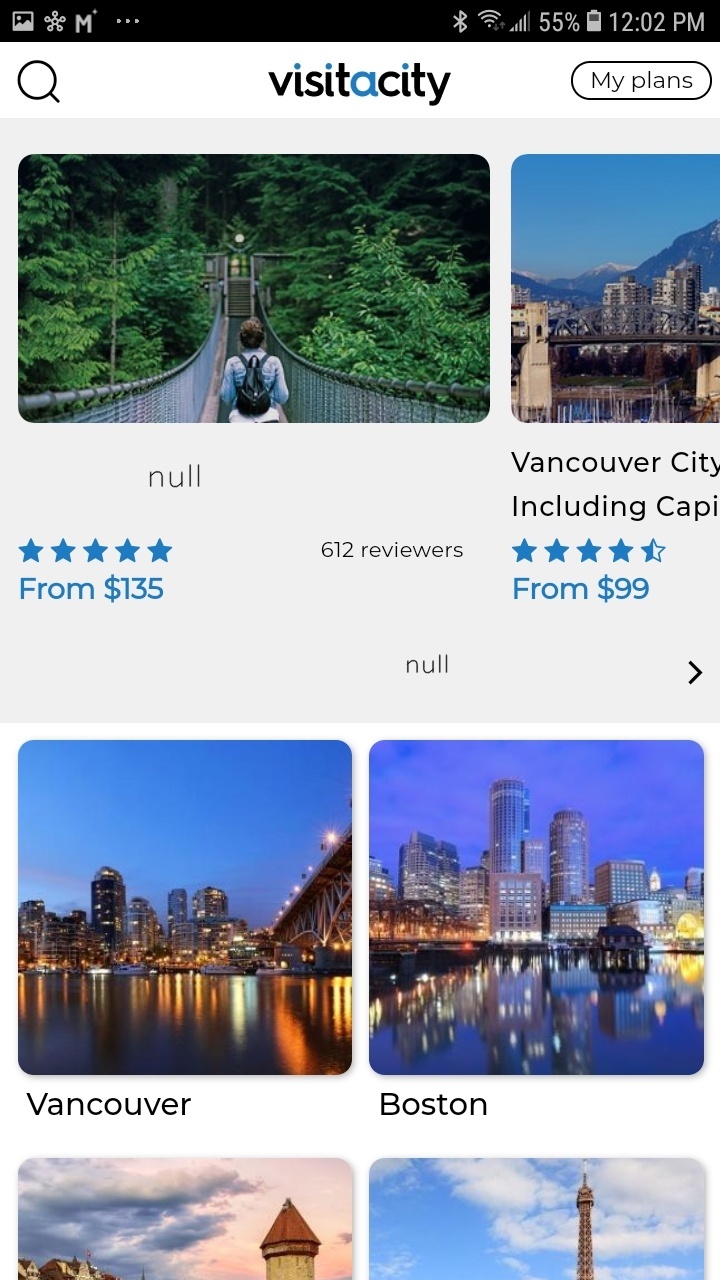 55% 12:02 PM
visitacity
My plans
null
612 reviewers
From $135
Vancouver City
Including Capi
From $99
null
Vancouver
Boston